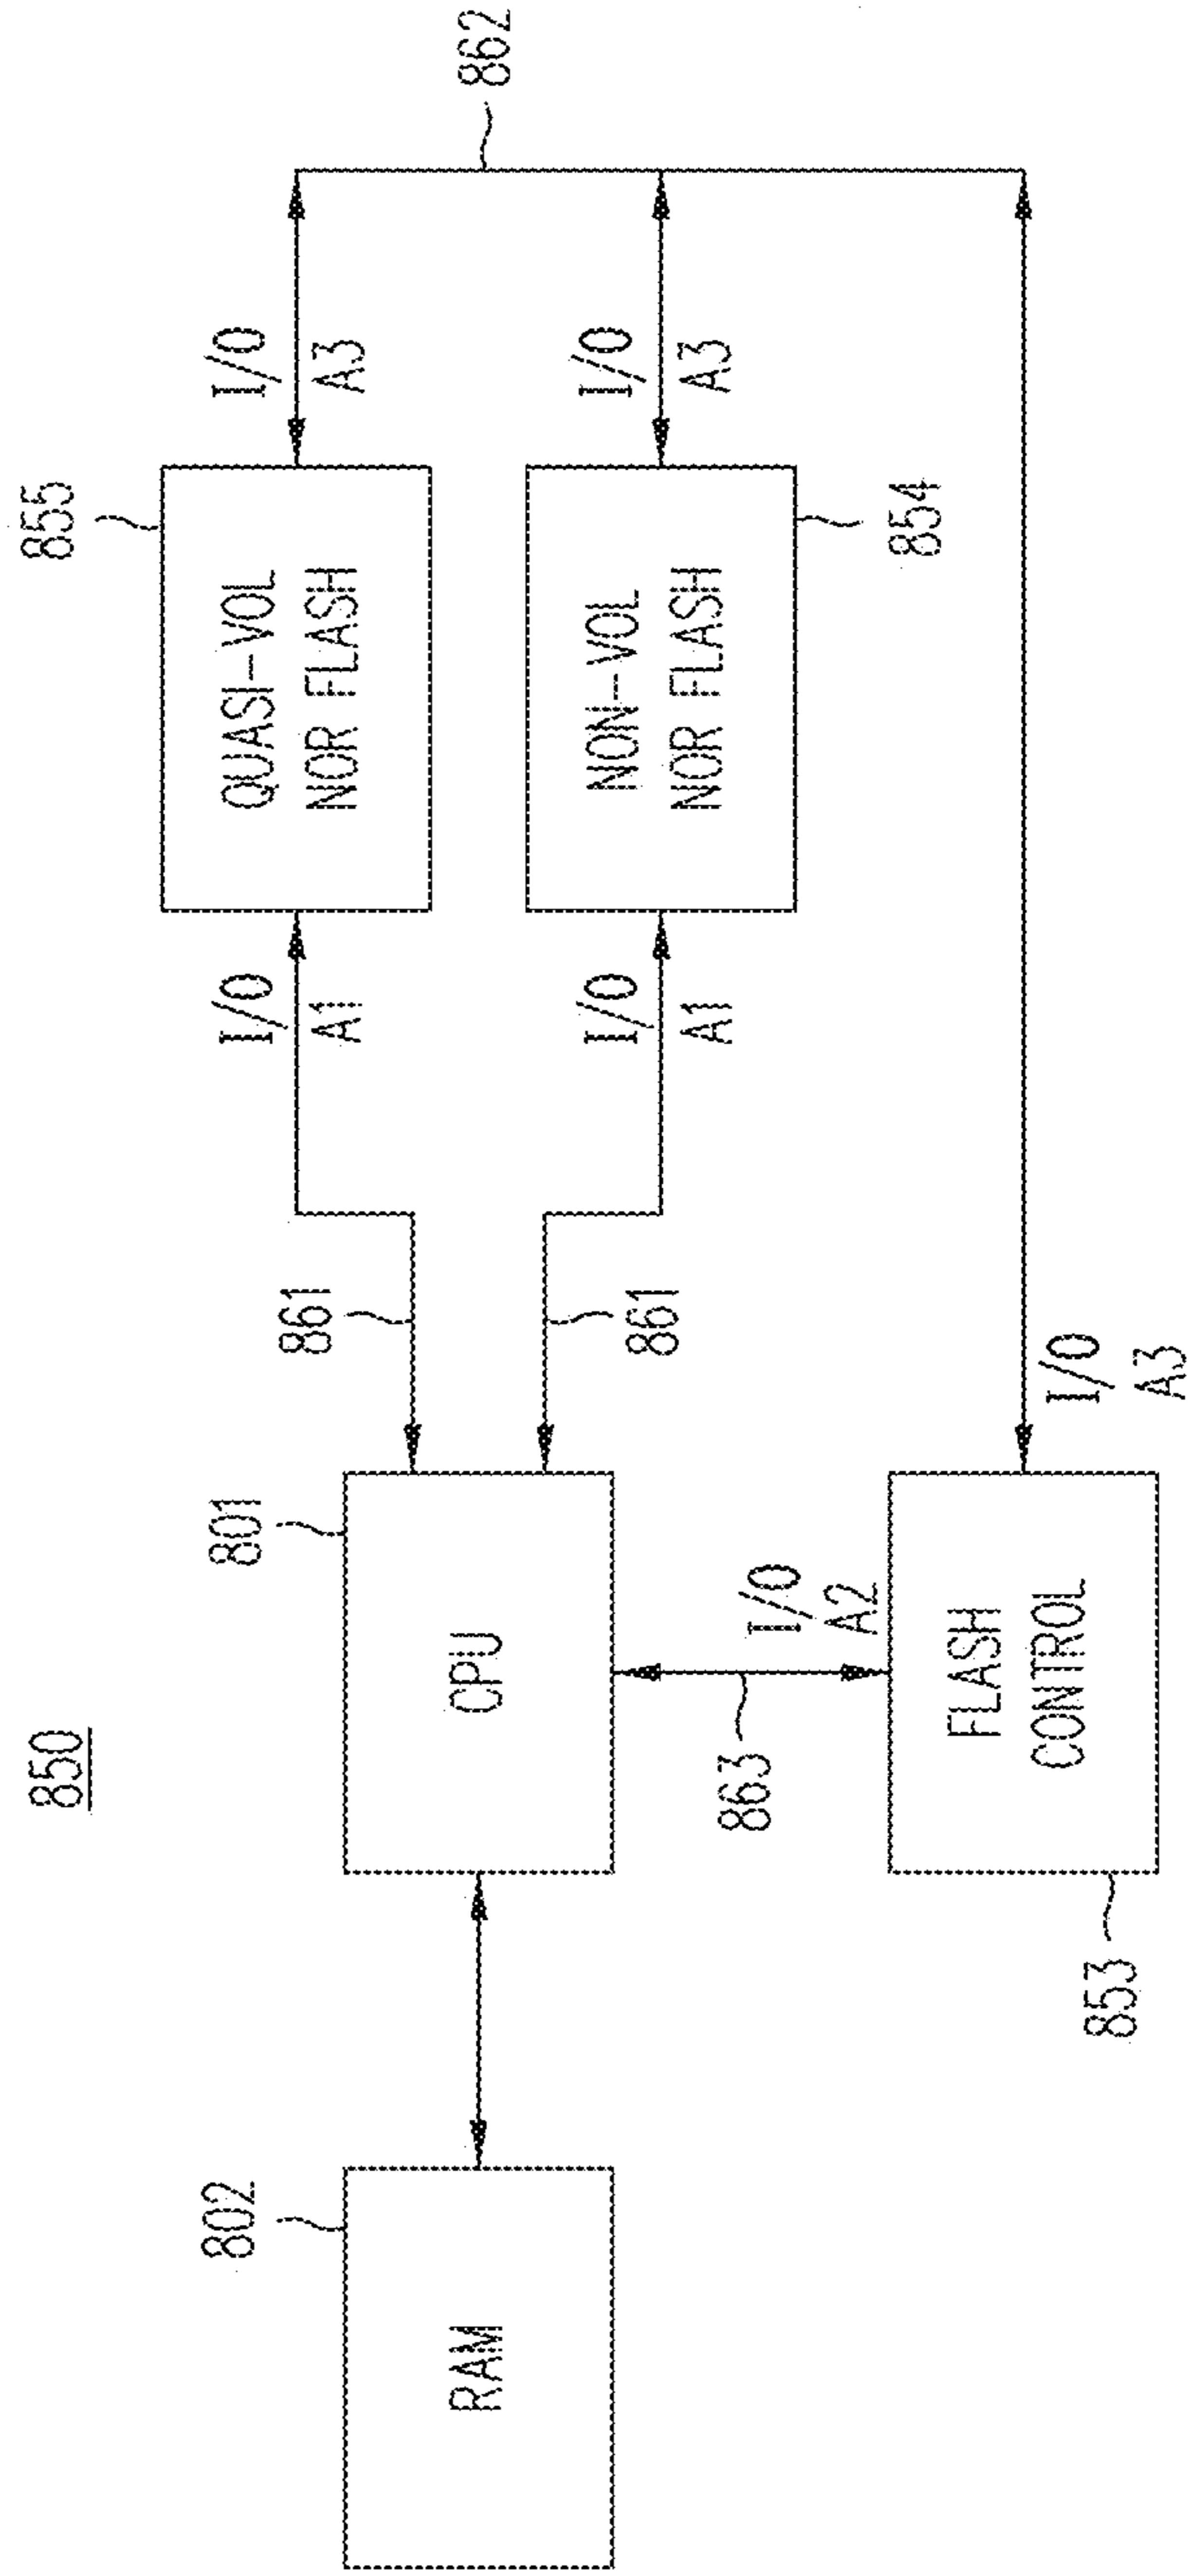 850
802
RAM
801
CPU
861
861
863
I/O
A2
853
FLASH
CONTROL
I/O
A3
I/O
A1
I/O
A1
855
QUASI-VOL
NOR FLASH
854
NON-VOL
NOR FLASH
I/O
A3
I/O
A3
862